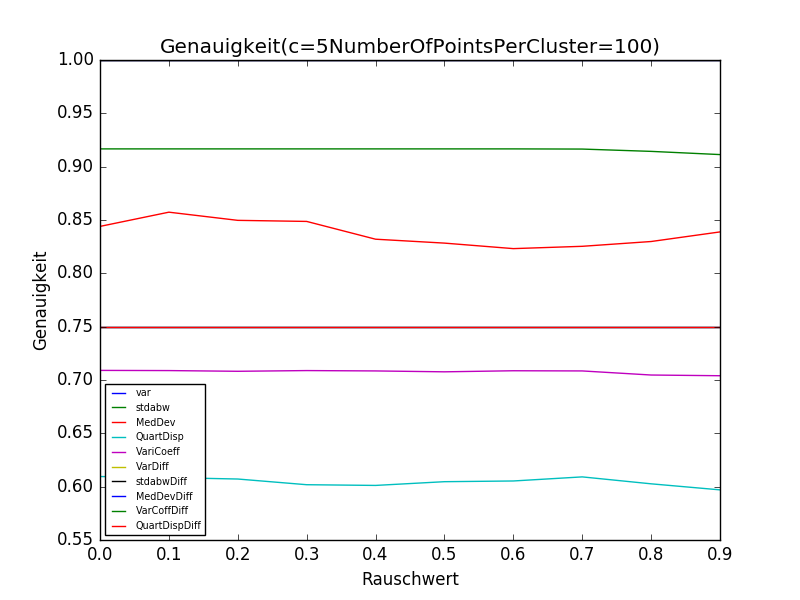 Genauigkeit(c=5NumberOfPointsPerCluster=100)
1.00
0.95
0.90
0.85
0.80
0.75
0.70
0.65
0.60
0.55
Genauigkeit
var
stdabw
MedDev
QuartDisp
VariCoeff
VarDiff
stdabwDiff
MedDevDiff
VarCoffDiff
QuartDispDiff
0.0 0.1 0.2 0.3 0.4 0.5 0.6 0.7 0.8 0.9
Rauschwert